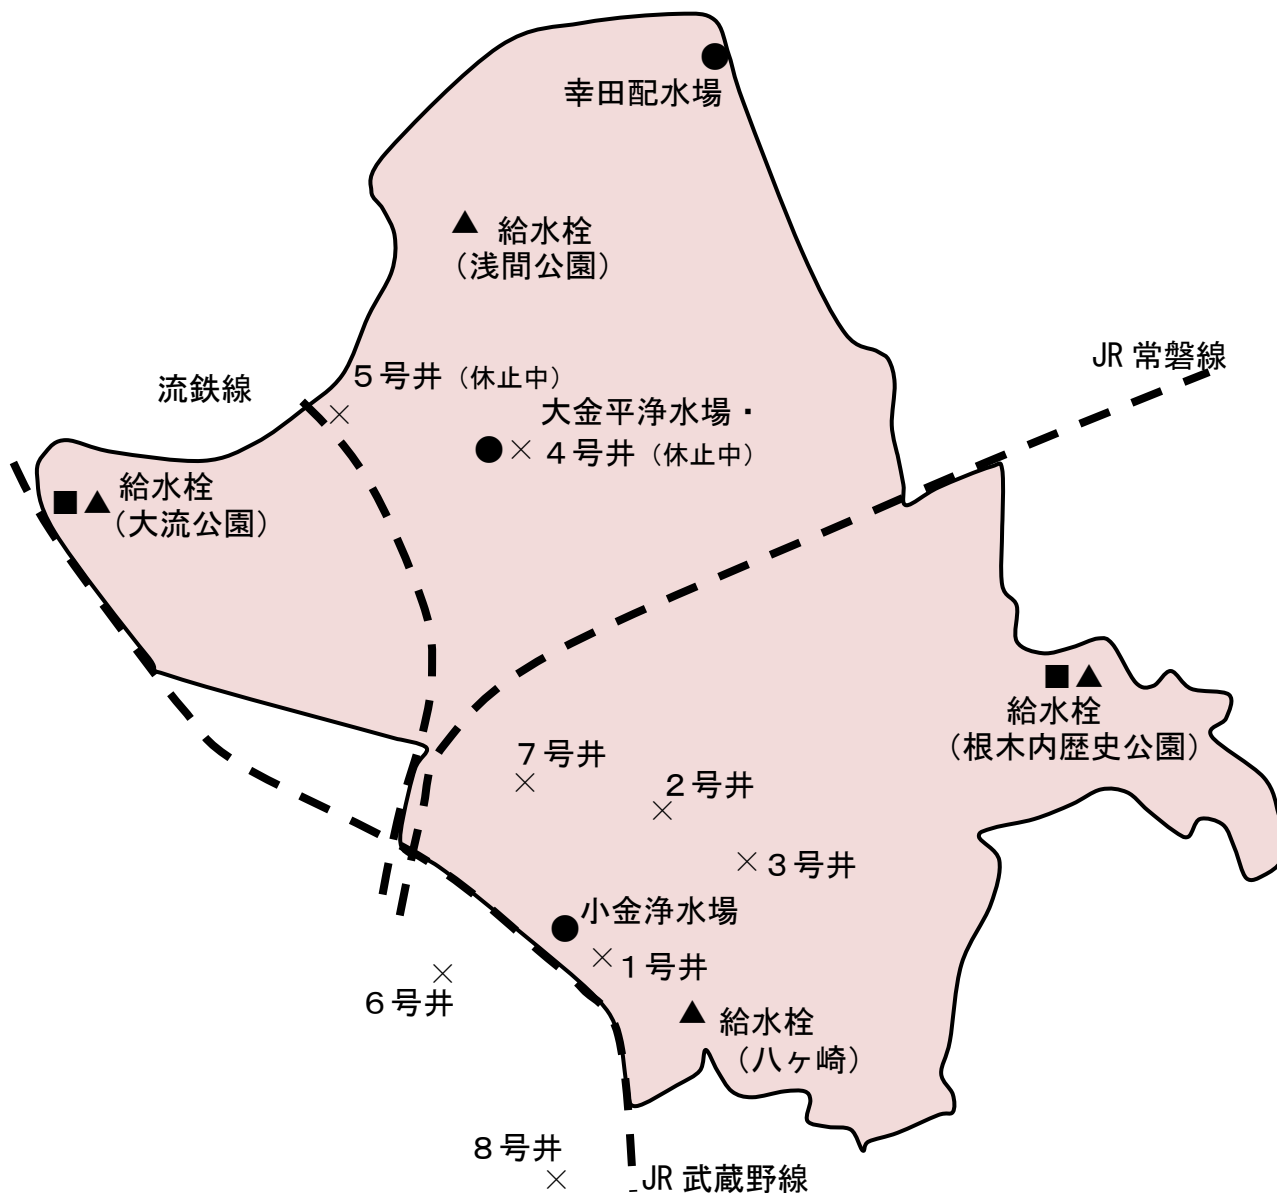 幸田配水場
給水栓
（浅間公園）
JR 常磐線
５号井（休止中）
流鉄線
大金平浄水場・
４号井（休止中）
給水栓
（大流公園）
給水栓
（根木内歴史公園）
７号井
２号井
３号井
小金浄水場
１号井
６号井
給水栓
（八ヶ崎）
８号井
JR 武蔵野線